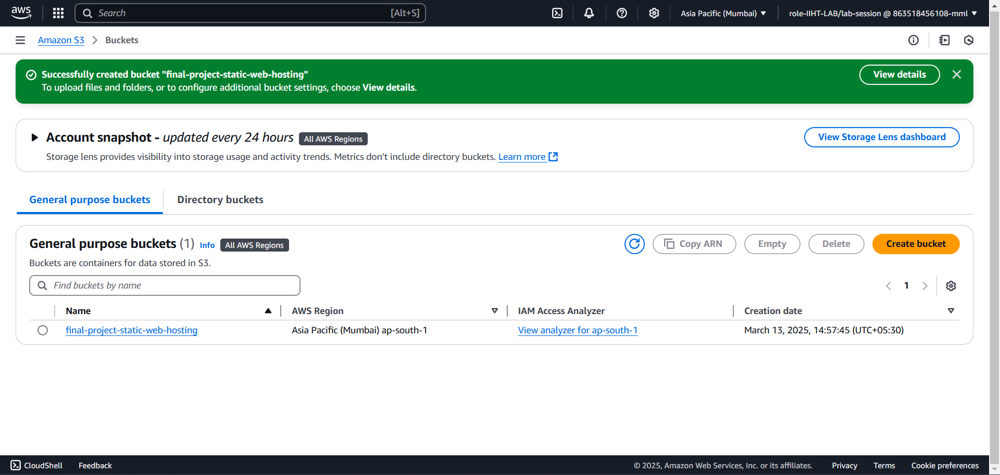 aws
Search [Alt+S]
Asia Pacific (Mumbai)
role-IIHT-LAB/lab-session @ 863518456108-mml
Amazon S3 > Buckets
Successfully created bucket "final-project-static-web-hosting"
To upload files and folders, or to configure additional bucket settings, choose View details.
View details
Account snapshot - updated every 24 hours All AWS Regions
Storage lens provides visibility into storage usage and activity trends. Metrics don't include directory buckets. Learn more
View Storage Lens dashboard
General purpose buckets
Directory buckets
General purpose buckets (1) Info All AWS Regions
Buckets are containers for data stored in S3.
Copy ARN
Empty
Delete
Create bucket
Find buckets by name
1
Name AWS Region IAM Access Analyzer Creation date
final-project-static-web-hosting Asia Pacific (Mumbai) ap-south-1 View analyzer for ap-south-1 March 13, 2025, 14:57:45 (UTC+05:30)
CloudShell Feedback © 2025, Amazon Web Services, Inc. or its affiliates. Privacy Terms Cookie preferences